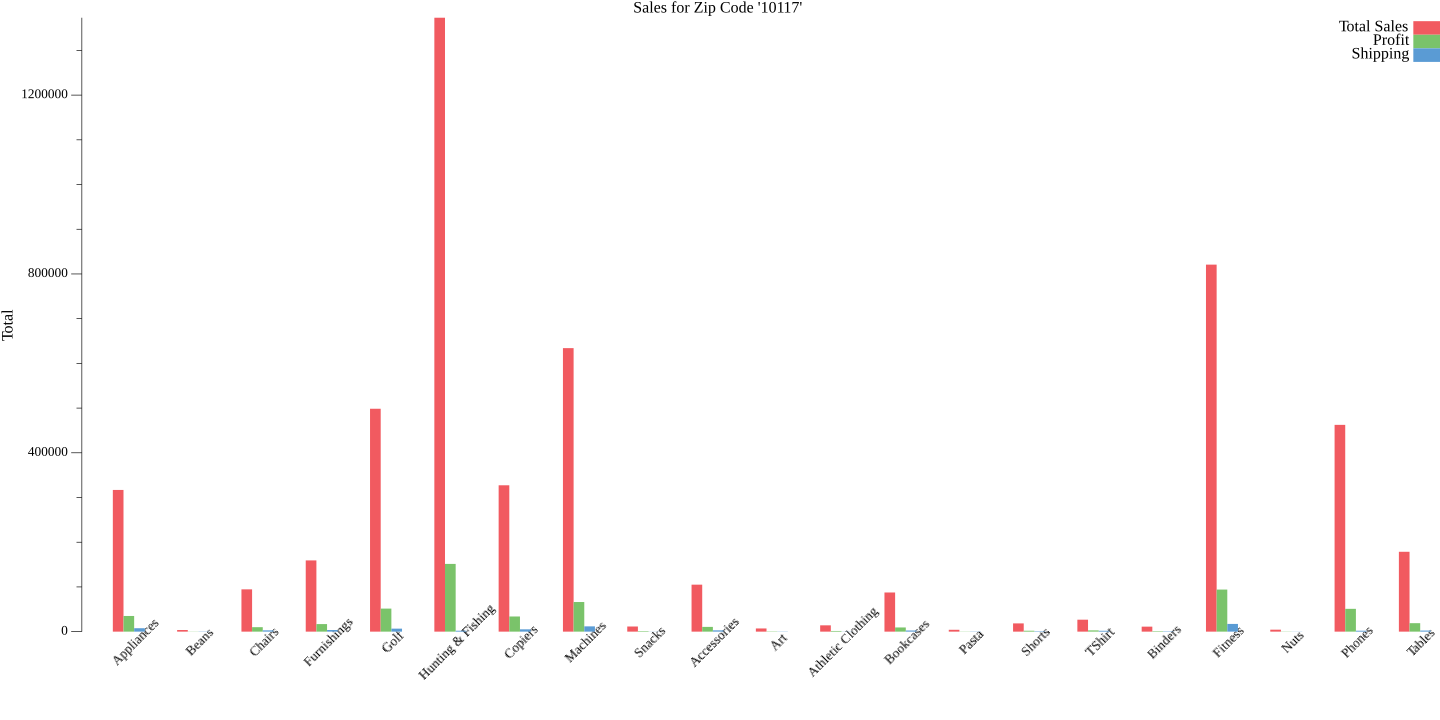 Sales for Zip Code '10117'
Total Sales
Profit
Shipping
Total
1200000
800000
400000
0
Appliances
Beans
Chairs
Furnishings
Golf
Hunting & Fishing
Copiers
Machines
Snacks
Accessories
Art
Athletic Clothing
Bookcases
Pasta
Shorts
TShirt
Binders
Fitness
Nuts
Phones
Tables